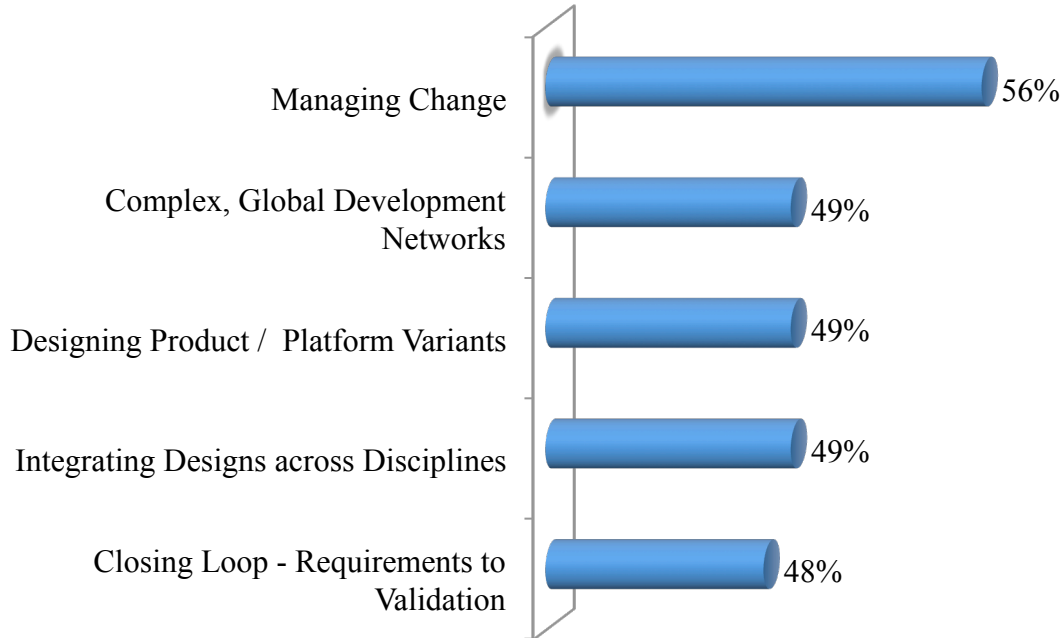 Managing Change
56%
Complex, Global Development
Networks
49%
Designing Product /  Platform Variants
49%
Integrating Designs across Disciplines
49%
Closing Loop - Requirements to
Validation
48%